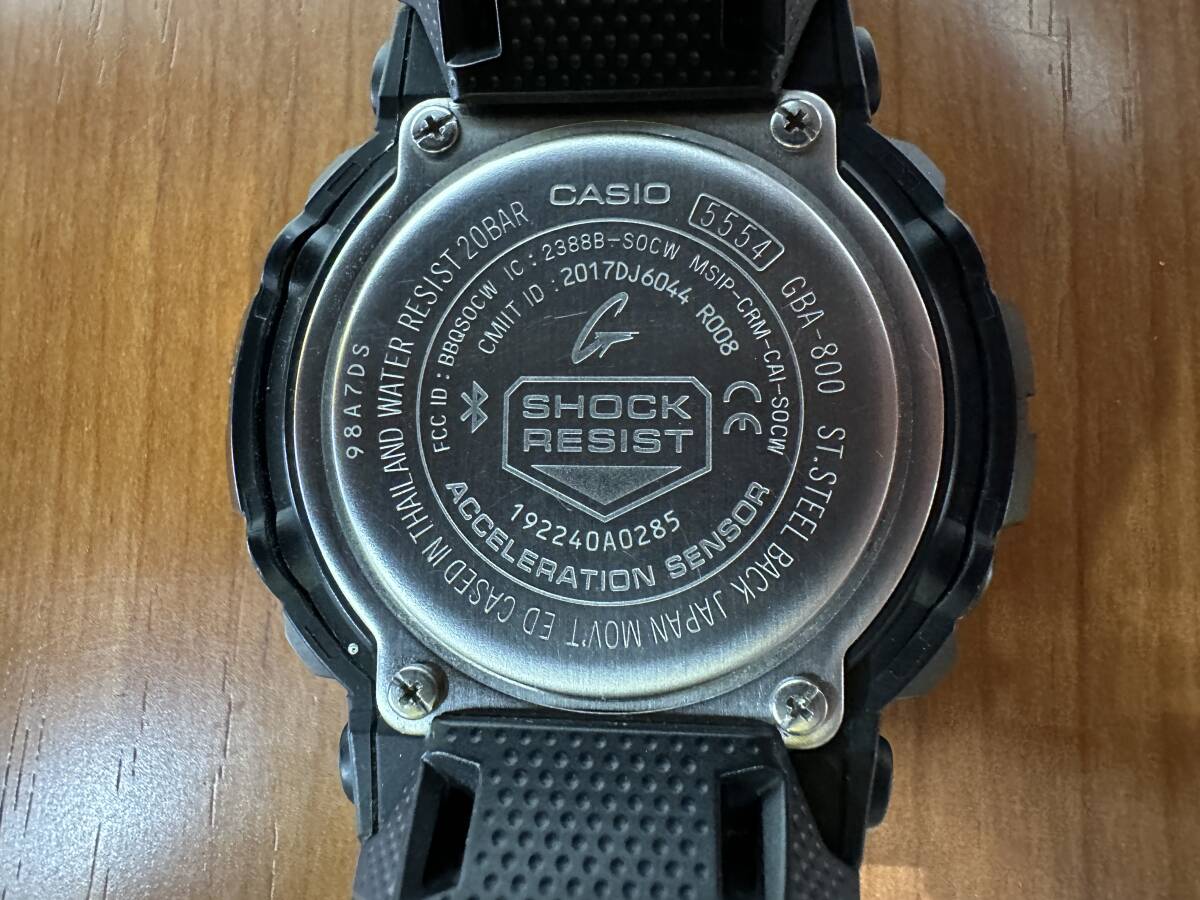 CASIO
5554 GBA-800 ST.STEEL BACK JAPAN MOV'T ED CASED IN THAILAND WATER RESIST 20BAR
98A7DS
FCC ID : BBQSOCW IC : 2388B-SOCW MSIP-CRM-CAI-SOCW
CMIIT ID : 2017DJ6044 R008
G
CE
SHOCK
RESIST
192240A0285
ACCELERATION SENSOR